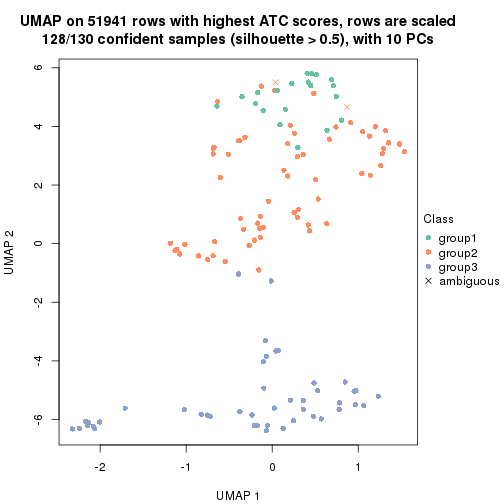 UMAP on 51941 rows with highest ATC scores, rows are scaled
128/130 confident samples (silhouette > 0.5), with 10 PCs
6
4
2
0
-2
-4
-6
UMAP 2
-2
-1
0
1
UMAP 1
Class
group1
group2
group3
ambiguous